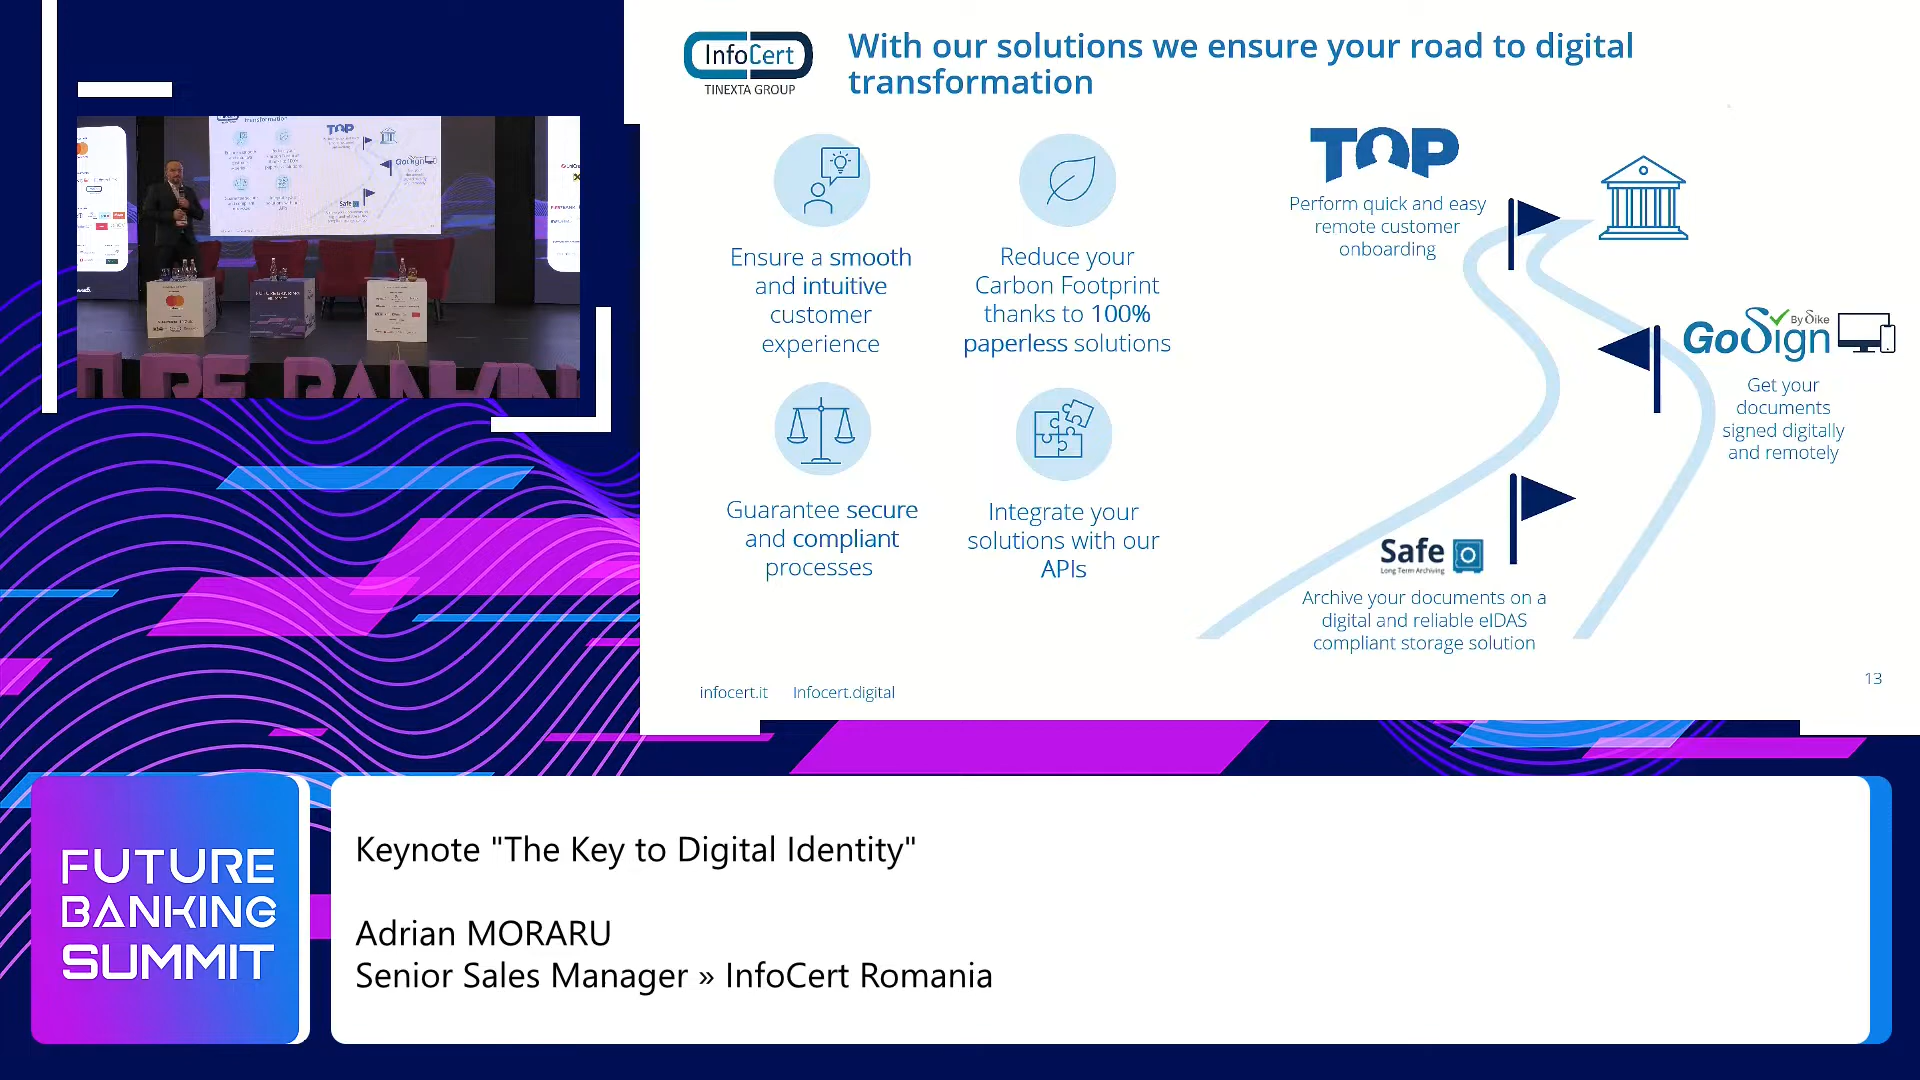 InfoCert
TINEXTA GROUP
With our solutions we ensure your road to digital
transformation
Ensure a smooth
and intuitive
customer
experience
Reduce your
Carbon Footprint
thanks to 100%
paperless solutions
Guarantee secure
and compliant
processes
Integrate your
solutions with our
APIs
TOP
Perform quick and easy
remote customer
onboarding
GoSign
By Dike
Get your
documents
signed digitally
and remotely
Safe
Long Term Archiving
Archive your documents on a
digital and reliable eIDAS
compliant storage solution
infocert.it Infocert.digital
13
FUTURE
BANKING
SUMMIT
Keynote "The Key to Digital Identity"
Adrian MORARU
Senior Sales Manager » InfoCert Romania